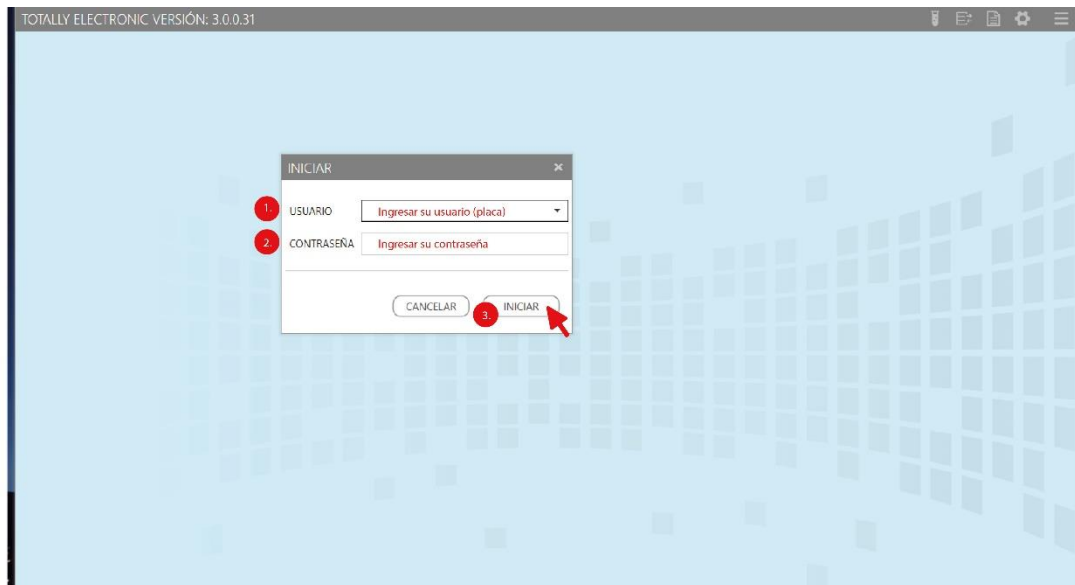 TOTALLY ELECTRONIC VERSIÓN: 3.0.0.31
INICIAR
1. USUARIO Ingresar su usuario (placa)
2. CONTRASEÑA Ingresar su contraseña
CANCELAR 3. INICIAR